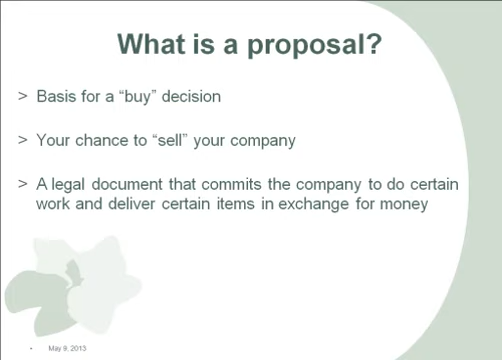 What is a proposal?
> Basis for a “buy” decision
> Your chance to “sell” your company
> A legal document that commits the company to do certain
work and deliver certain items in exchange for money
• May 9, 2013